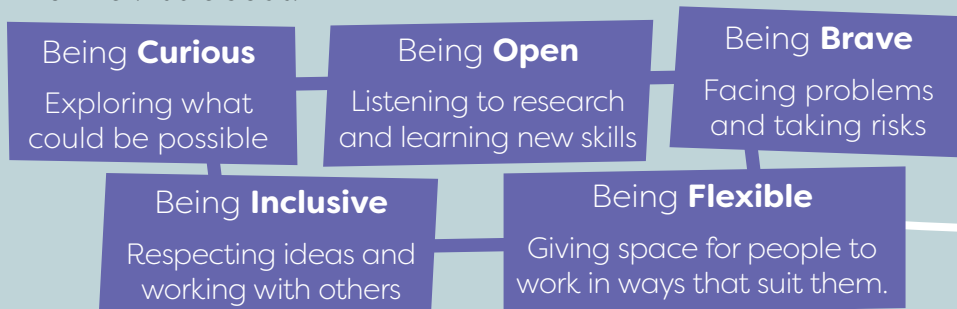 Being Curious
Exploring what
could be possible
Being Open
Listening to research
and learning new skills
Being Brave
Facing problems
and taking risks
Being Inclusive
Respecting ideas and
working with others
Being Flexible
Giving space for people to
work in ways that suit them.